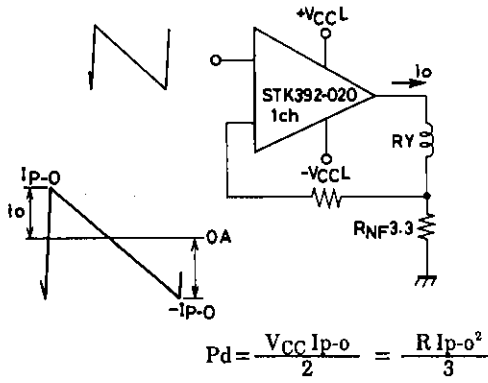 +VCCL
io
STK392-020
1ch
-VCCL
RY
RNF3.3
IP-O
io
OA
-IP-O
Pd = VCC Ip-o / 2 = R Ip-o² / 3